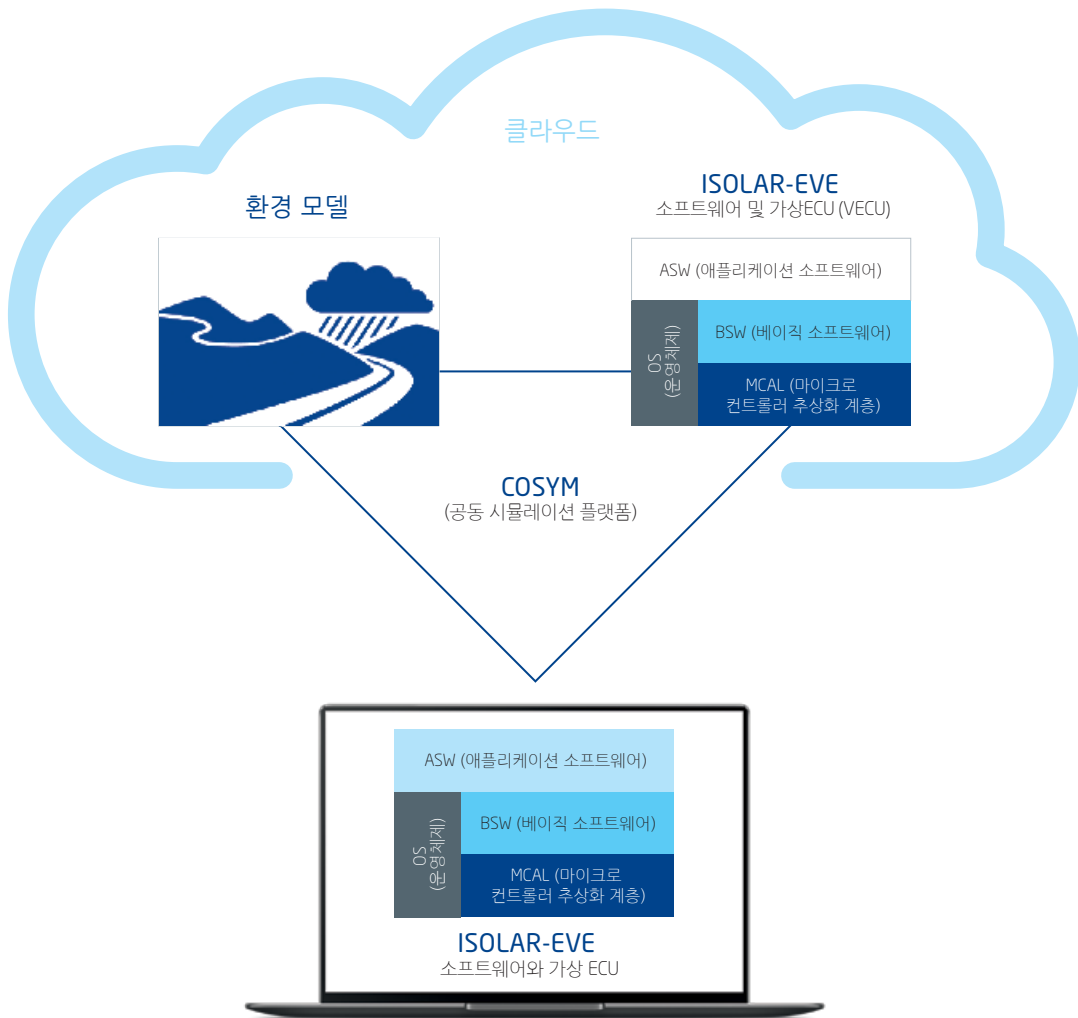 클라우드
환경 모델
ISOLAR-EVE
소프트웨어 및 가상ECU (VECU)
ASW (애플리케이션 소프트웨어)
OS
(운영체제)
BSW (베이직 소프트웨어)
MCAL (마이크로
컨트롤러 추상화 계층)
COSYM
(공동 시뮬레이션 플랫폼)
ASW (애플리케이션 소프트웨어)
OS
(운영체제)
BSW (베이직 소프트웨어)
MCAL (마이크로
컨트롤러 추상화 계층)
ISOLAR-EVE
소프트웨어와 가상 ECU